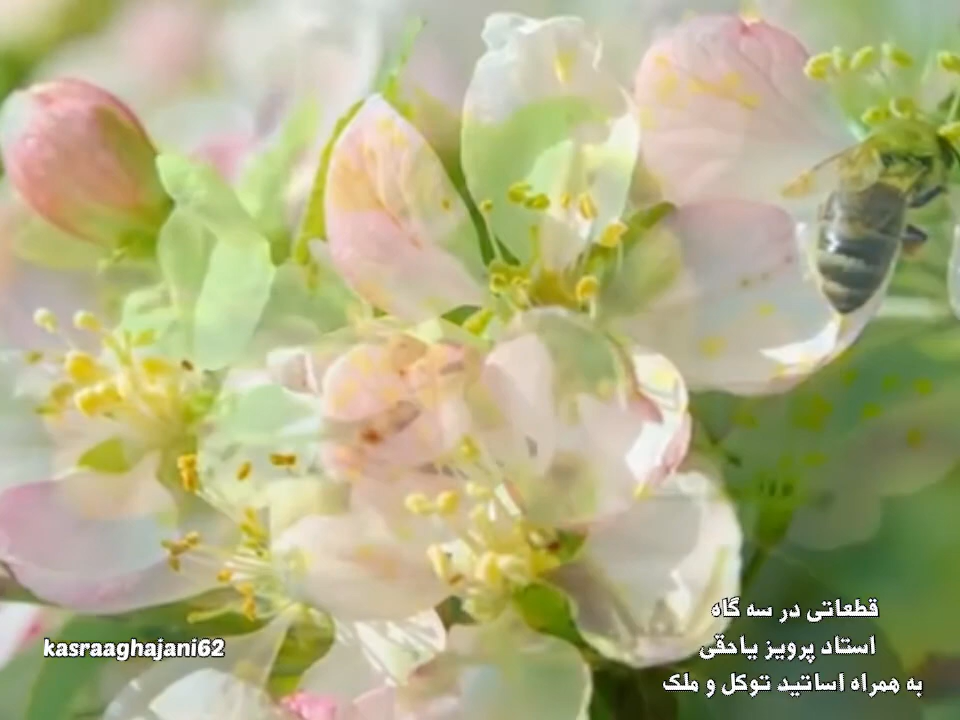 قطعاتی در سه گاه
استاد پرویز یاحقی
به همراه اساتید توکل و ملک
kasraaghajani62